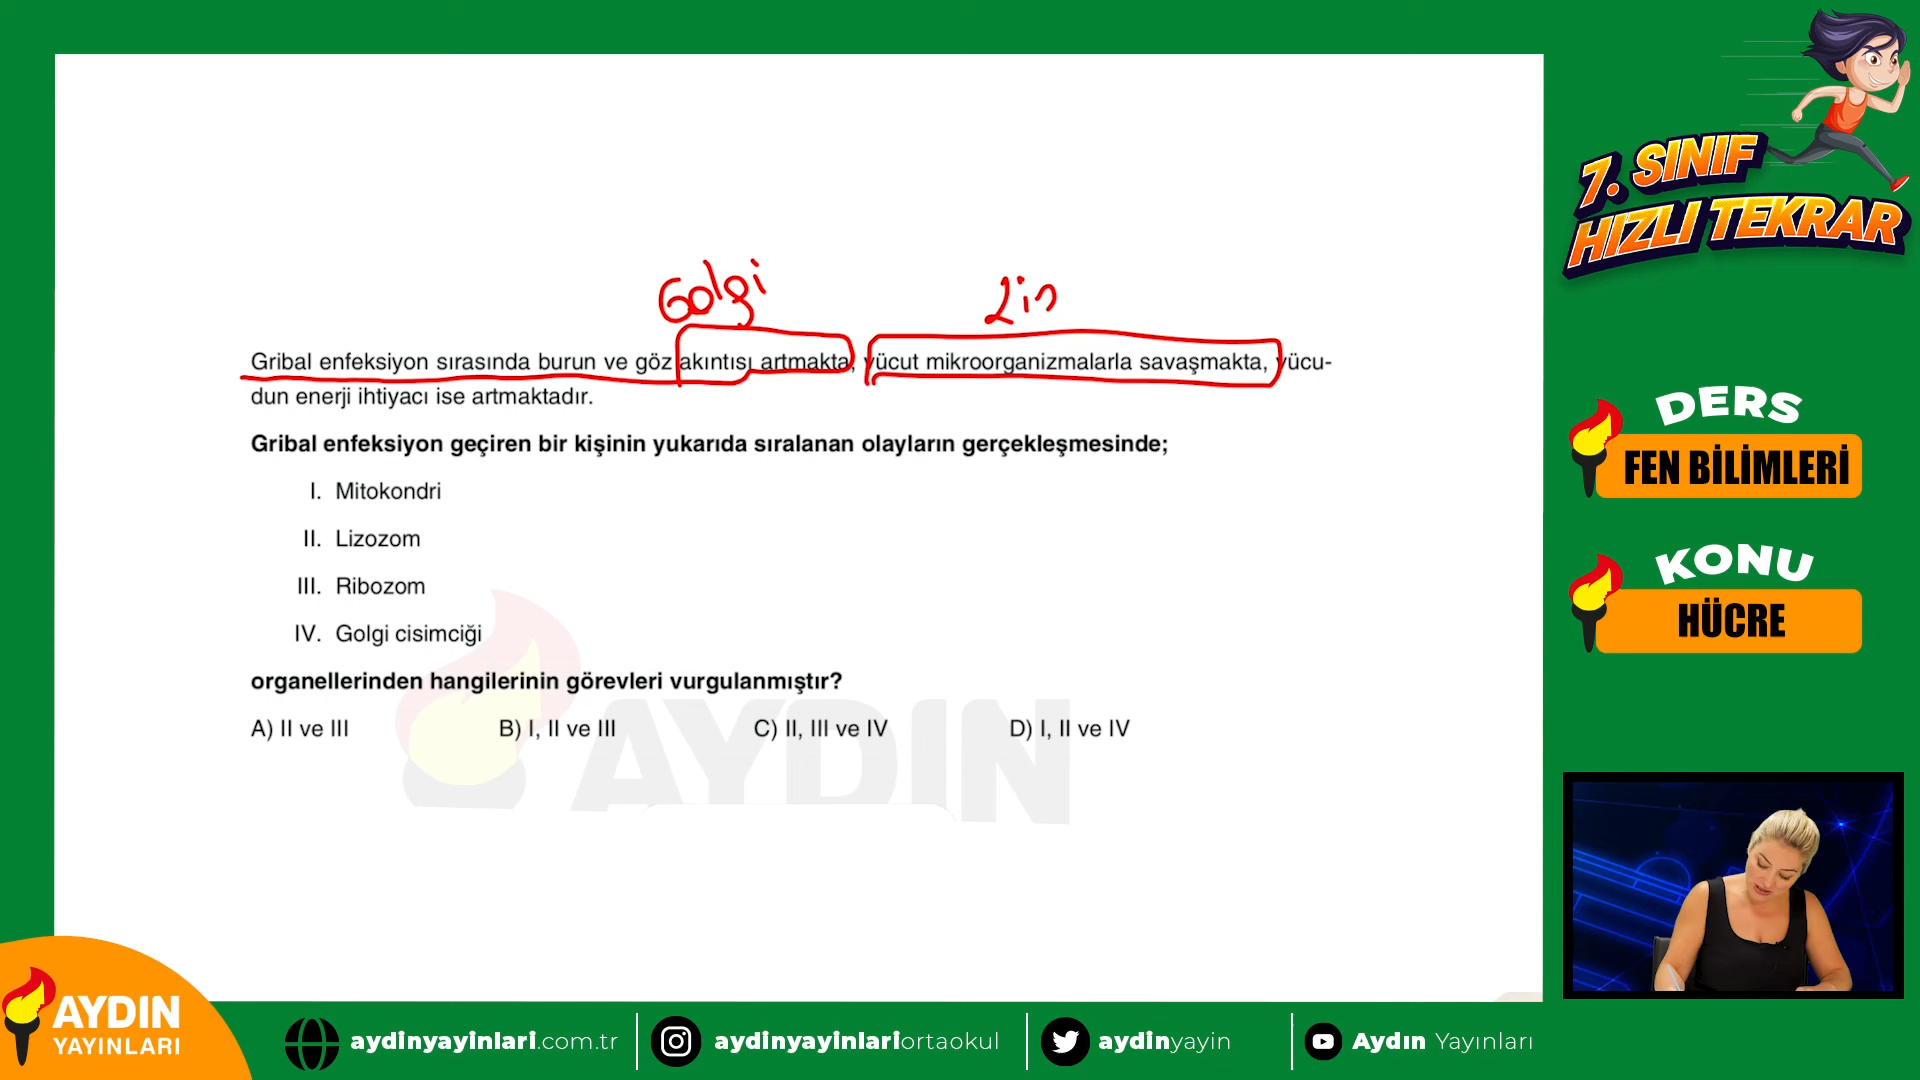 7. SINIF
HIZLI TEKRAR
Golgi
Gribal enfeksiyon sırasında burun ve göz akıntısı artmakta, vücut mikroorganizmalarla savaşmakta, vücu-
dun enerji ihtiyacı ise artmaktadır.
Gribal enfeksiyon geçiren bir kişinin yukarıda sıralanan olayların gerçekleşmesinde;
I. Mitokondri
II. Lizozom
III. Ribozom
IV. Golgi cisimciği
organellerinden hangilerinin görevleri vurgulanmıştır?
A) II ve III B) I, II ve III C) II, III ve IV D) I, II ve IV
AYDIN
DERS
FEN BİLİMLERİ
KONU
HÜCRE
AYDIN
YAYINLARI
aydinyayinlari.com.tr
aydinyayinlariortaokul
aydinyayin
Aydın Yayınları